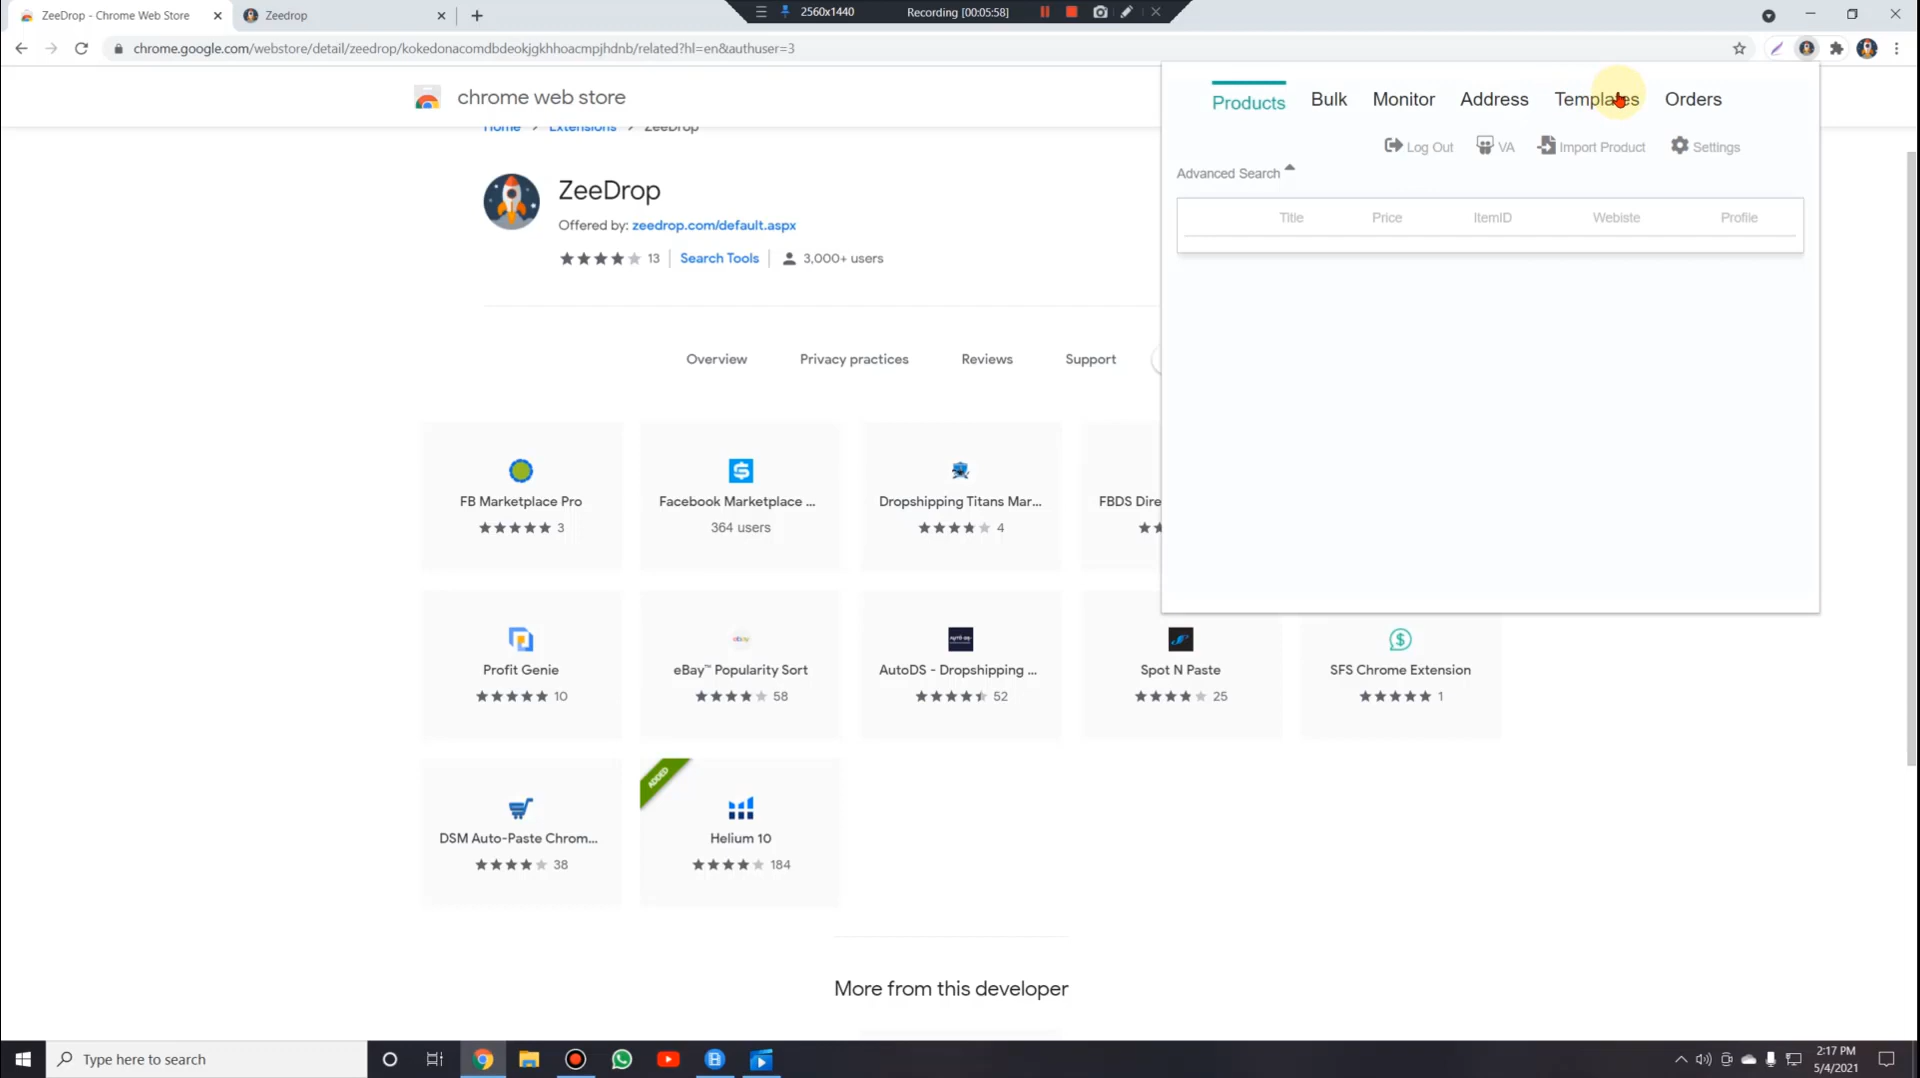 ZeeDrop - Chrome Web Store
Zeedrop
2560x1440
Recording [00:05:58]
chrome.google.com/webstore/detail/zeedrop/kokedonacomdbdeokjgkhhoacmpjhdnb/related?hl=en&authuser=3
chrome web store
Home
Extensions
ZeeDrop
ZeeDrop
Offered by: zeedrop.com/default.aspx
13
Search Tools
3,000+ users
Products
Bulk
Monitor
Address
Templates
Orders
Log Out
VA
Import Product
Settings
Advanced Search
Title
Price
ItemID
Webiste
Profile
Overview
Privacy practices
Reviews
Support
FB Marketplace Pro
3
Facebook Marketplace ...
364 users
Dropshipping Titans Mar...
4
FBDS Dire
Profit Genie
10
ebay
eBay™ Popularity Sort
58
AutoDS - Dropshipping ...
52
Spot N Paste
25
SFS Chrome Extension
1
DSM Auto-Paste Chrom...
38
ADDED
Helium 10
184
More from this developer
Type here to search
2:17 PM
5/4/2021